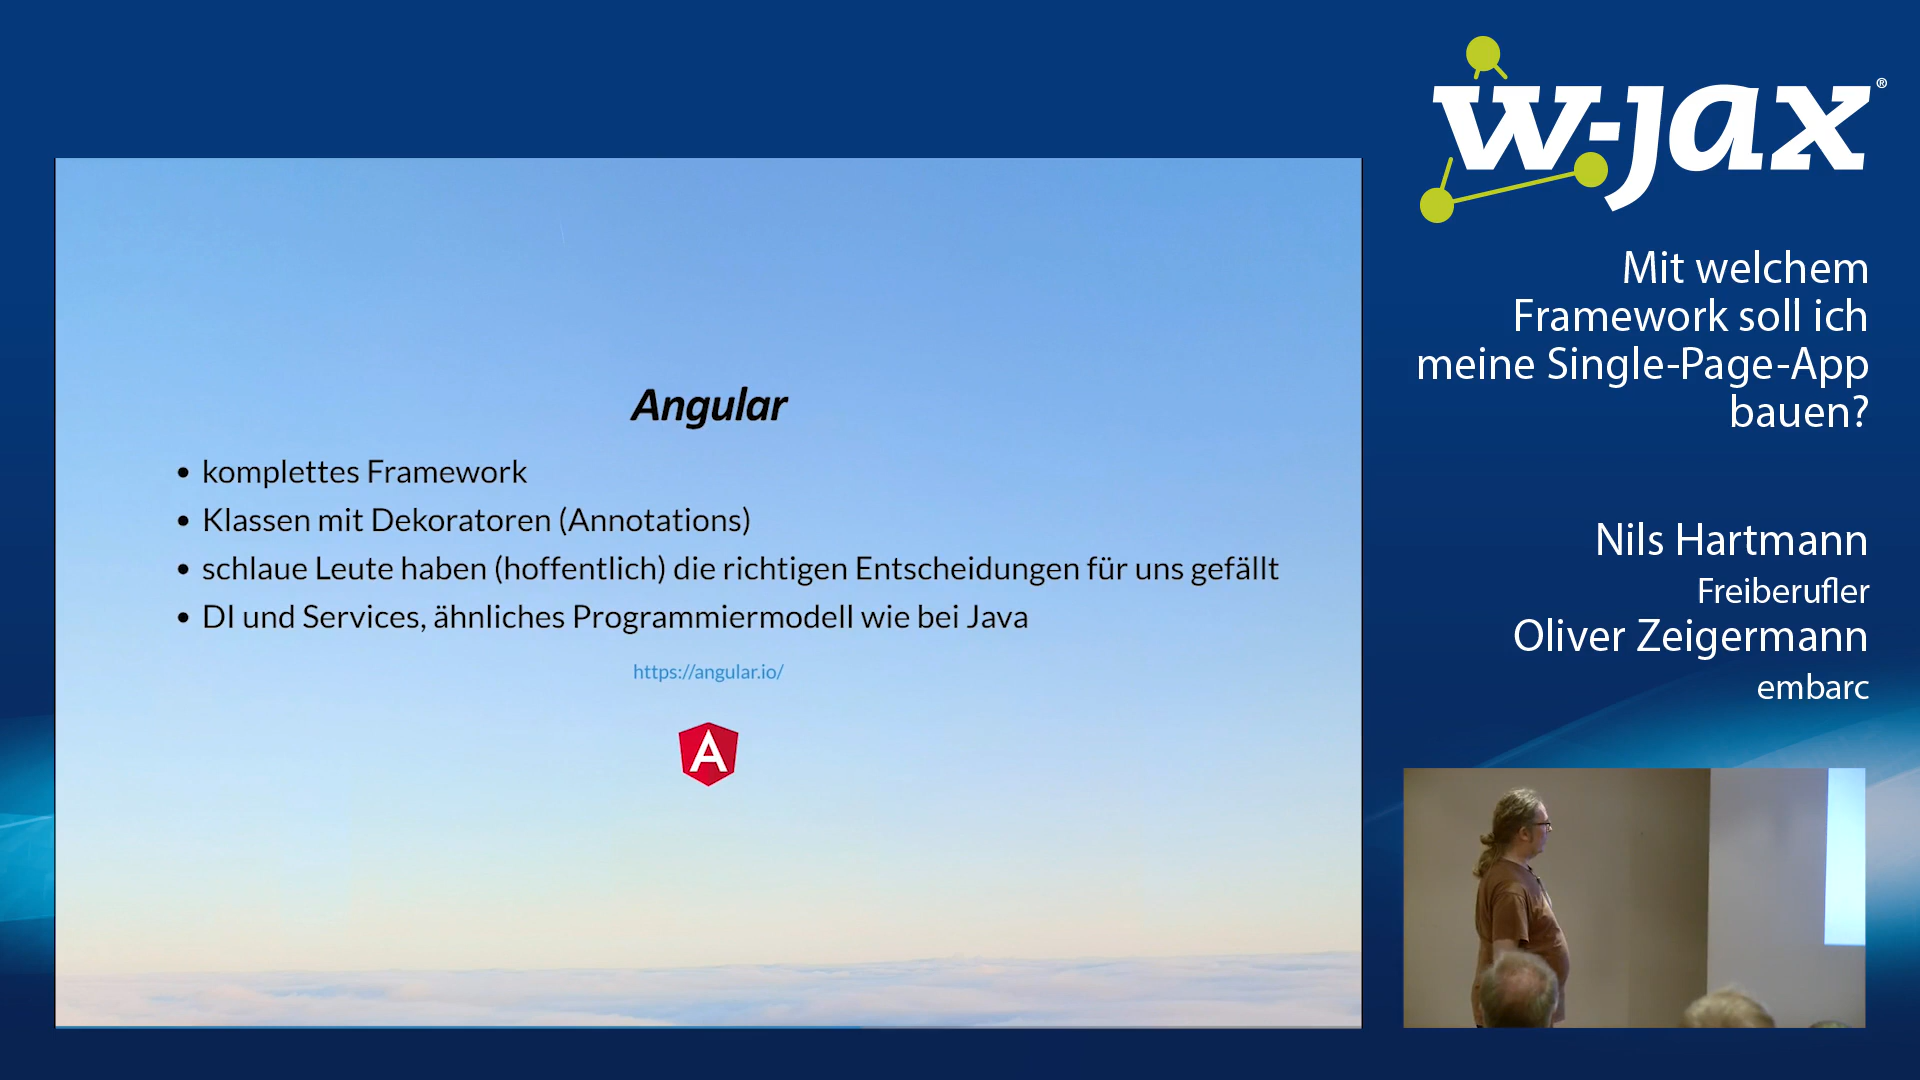 w-jax®
Mit welchem
Framework soll ich
meine Single-Page-App
bauen?
Nils Hartmann
Freiberufler
Oliver Zeigermann
embarc
Angular
• komplettes Framework
• Klassen mit Dekoratoren (Annotations)
• schlaue Leute haben (hoffentlich) die richtigen Entscheidungen für uns gefällt
• DI und Services, ähnliches Programmiermodell wie bei Java
https://angular.io/
A